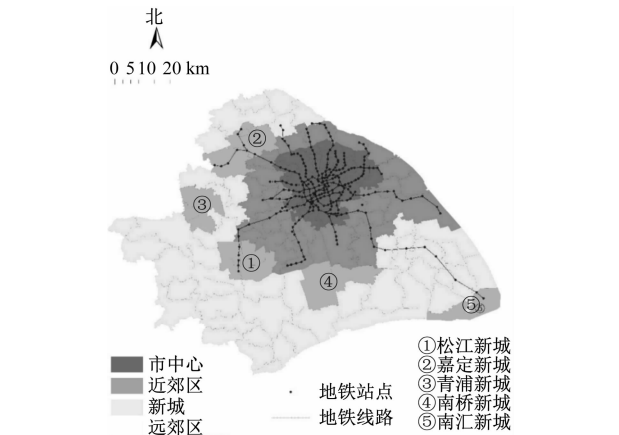 北
0 5 10 20 km
② 
③
①
④
⑤
市中心
近郊区
新城
远郊区
地铁站点
地铁线路
①松江新城
②嘉定新城
③青浦新城
④南桥新城
⑤南汇新城